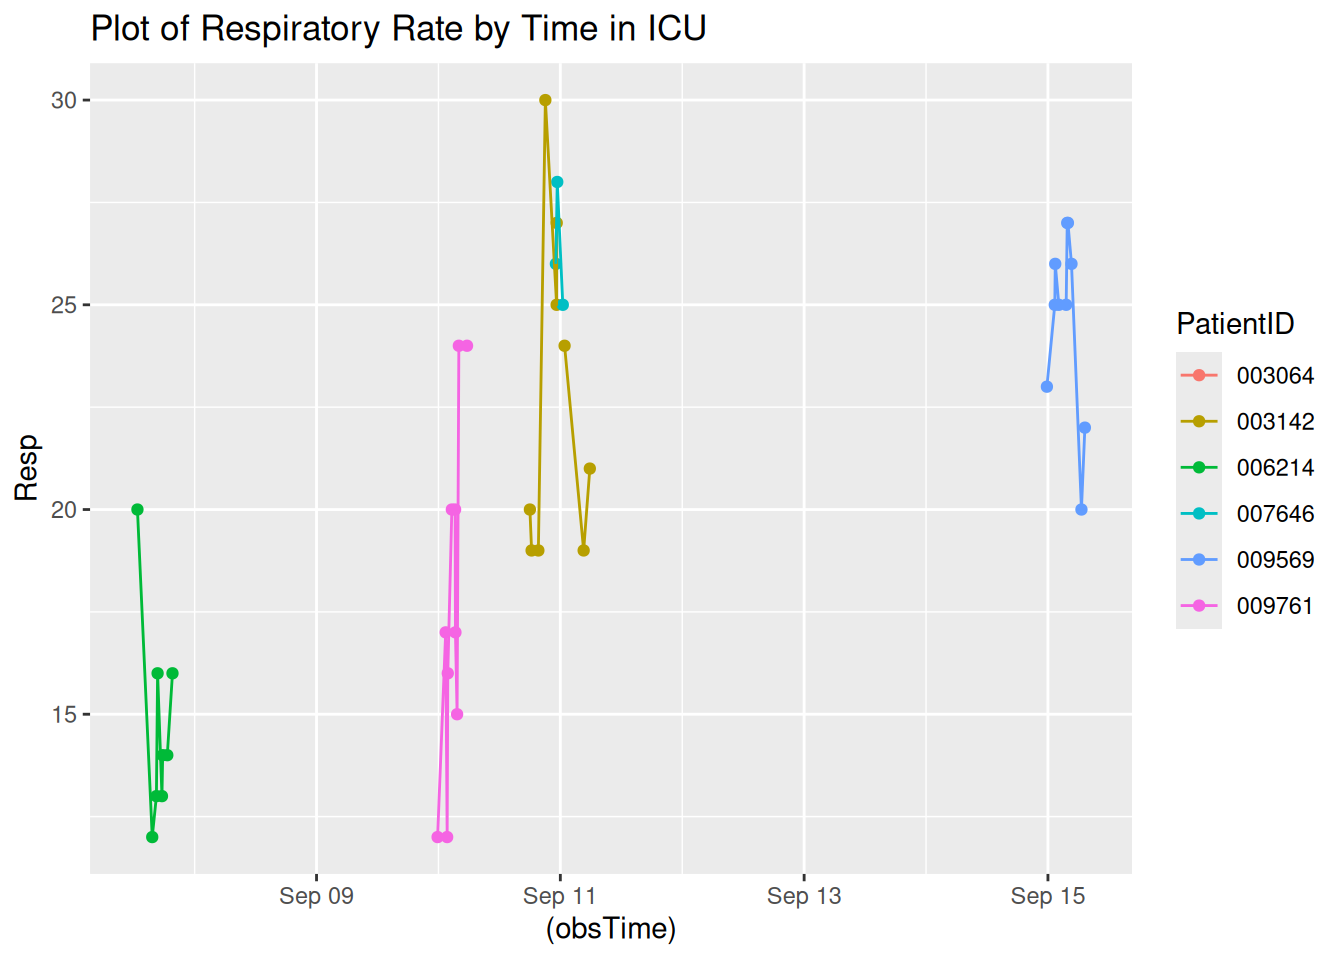 Plot of Respiratory Rate by Time in ICU
Resp
30
25
20
15
Sep 09
Sep 11
Sep 13
Sep 15
(obsTime)
PatientID
003064
003142
006214
007646
009569
009761